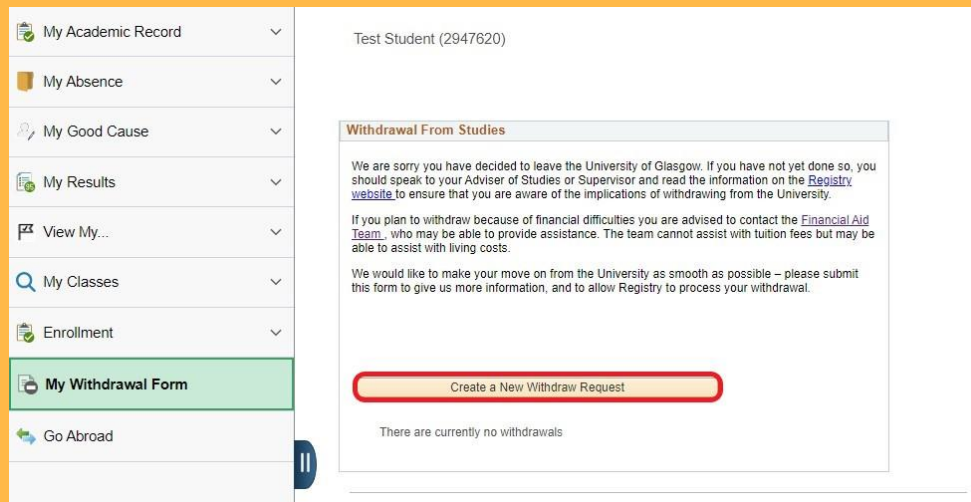 My Academic Record
My Absence
My Good Cause
My Results
View My...
My Classes
Enrollment
My Withdrawal Form
Go Abroad
Test Student (2947620)
Withdrawal From Studies
We are sorry you have decided to leave the University of Glasgow. If you have not yet done so, you
should speak to your Adviser of Studies or Supervisor and read the information on the Registry
website to ensure that you are aware of the implications of withdrawing from the University.
If you plan to withdraw because of financial difficulties you are advised to contact the Financial Aid
Team , who may be able to provide assistance. The team cannot assist with tuition fees but may be
able to assist with living costs.
We would like to make your move on from the University as smooth as possible – please submit
this form to give us more information, and to allow Registry to process your withdrawal.
Create a New Withdraw Request
There are currently no withdrawals